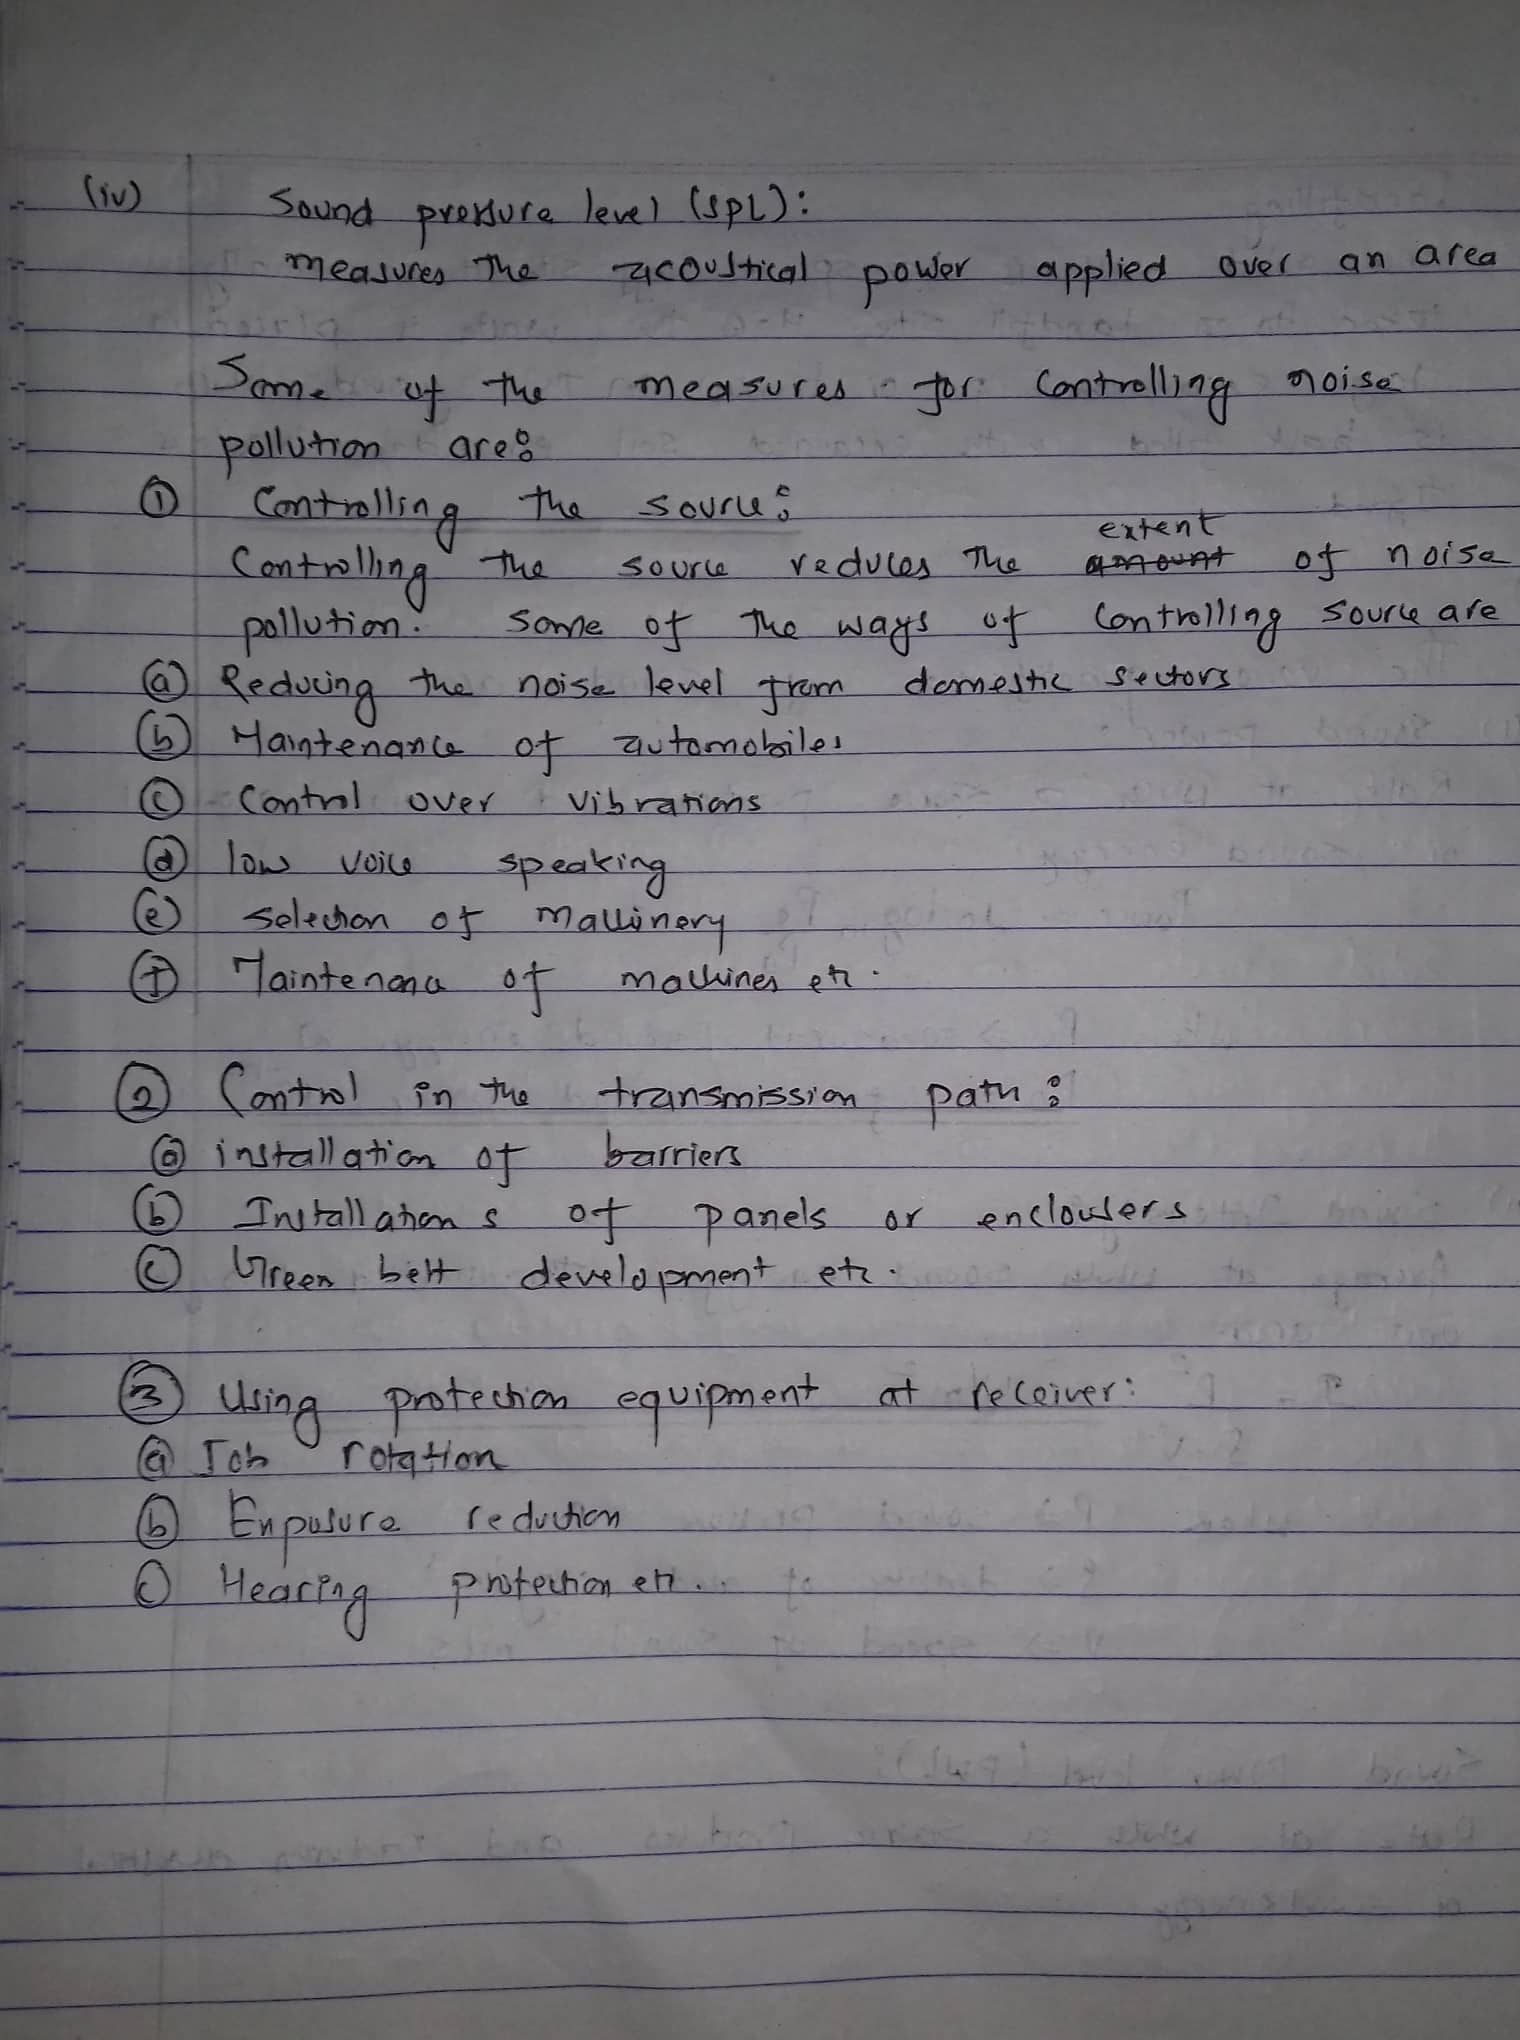 (iv) Sound pressure level (SPL):
measures the acoustical power applied over an area
Some of the measures for controlling noise
pollution are:
① Controlling the source:
extent
Controlling the source reduces the amount of noise
pollution. Some of the ways of controlling source are
ⓐ Reducing the noise level from domestic sectors
ⓑ Maintenance of automobiles
ⓒ Control over vibrations
ⓓ low voice speaking
ⓔ Selection of machinery
ⓕ Maintenance of machines etc.
② Control in the transmission path:
ⓐ installation of barriers
ⓑ Installations of panels or enclousers
ⓒ Green belt development etc.
③ Using protection equipment at receiver:
ⓐ Job rotation
ⓑ Exposure reduction
ⓒ Hearing protection etc..